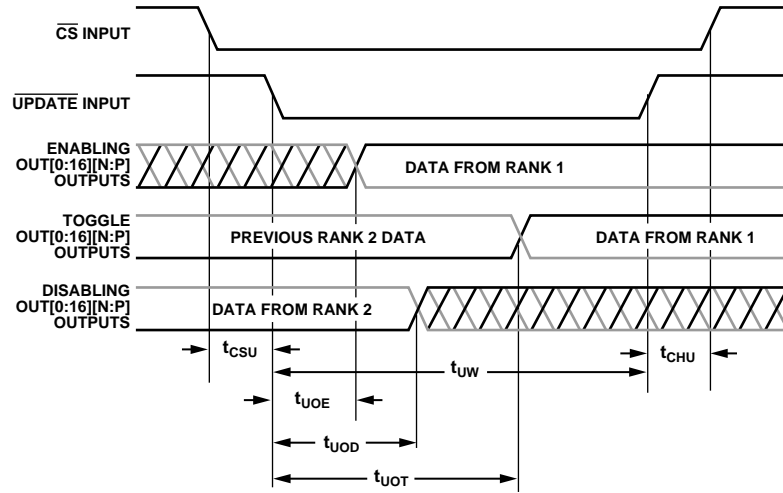 CS INPUT
UPDATE INPUT
ENABLING
OUT[0:16][N:P]
OUTPUTS
DATA FROM RANK 1
TOGGLE
OUT[0:16][N:P]
OUTPUTS
PREVIOUS RANK 2 DATA
DATA FROM RANK 1
DISABLING
OUT[0:16][N:P]
OUTPUTS
DATA FROM RANK 2
tCSU
tUW
tCHU
tUOE
tUOD
tUOT